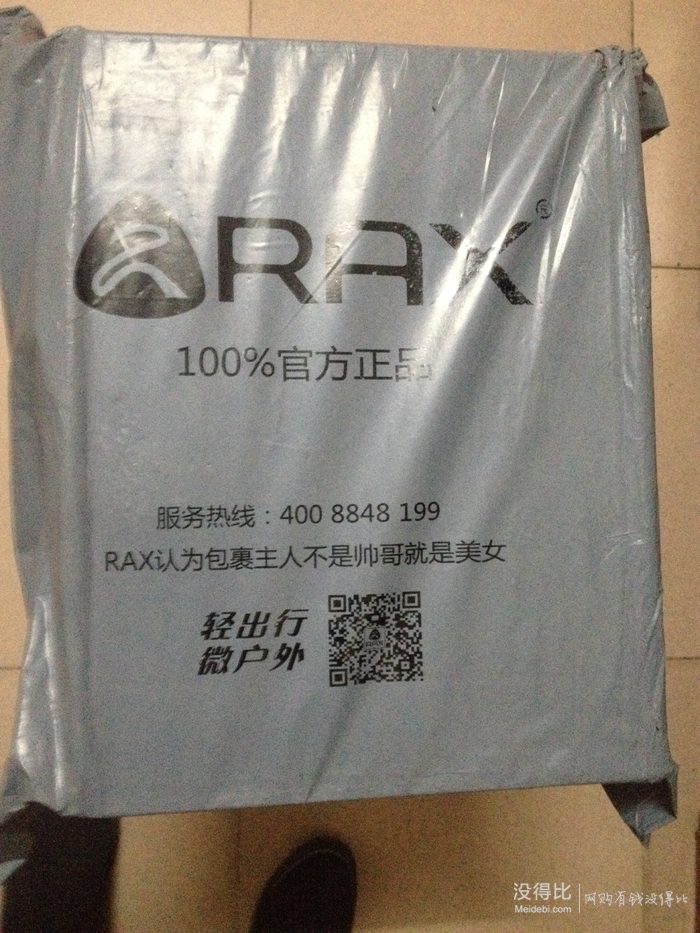 RAX®
100%官方正品
服务热线：400 8848 199
RAX认为包裹主人不是帅哥就是美女
轻出行
微户外
没得比
Meidebi.com
网购有钱没得比